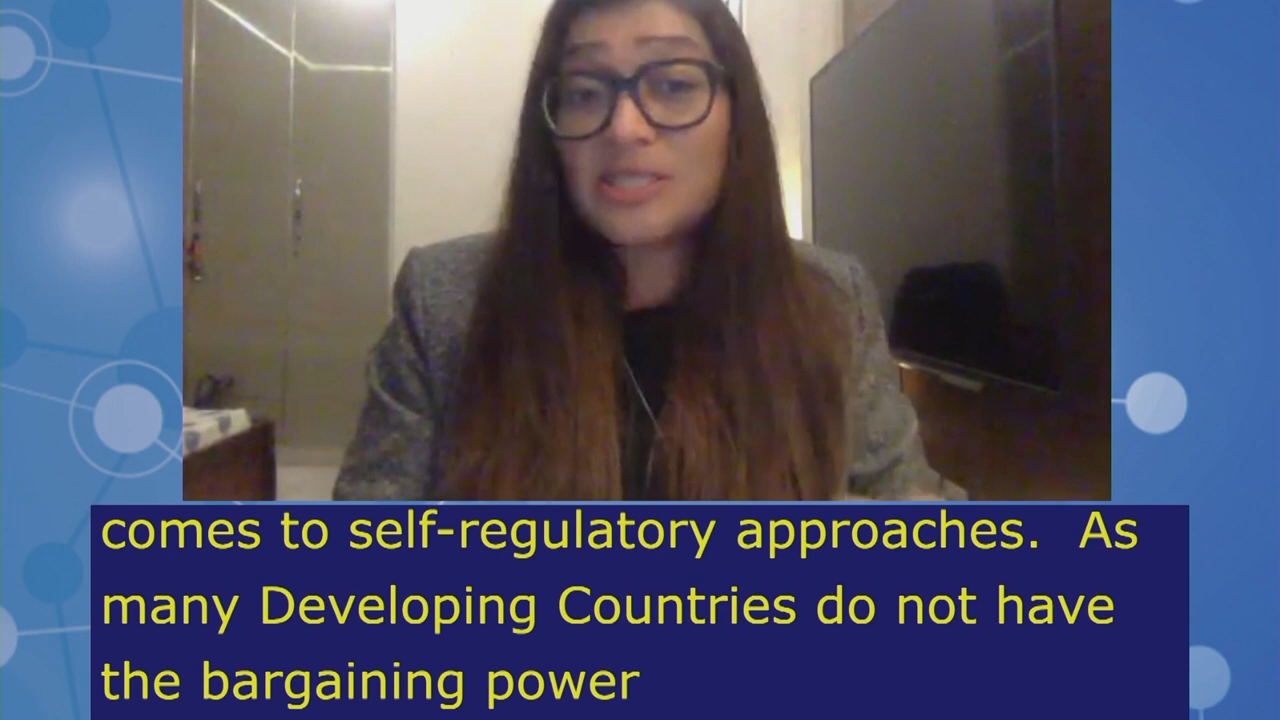 comes to self-regulatory approaches.  As
many Developing Countries do not have
the bargaining power